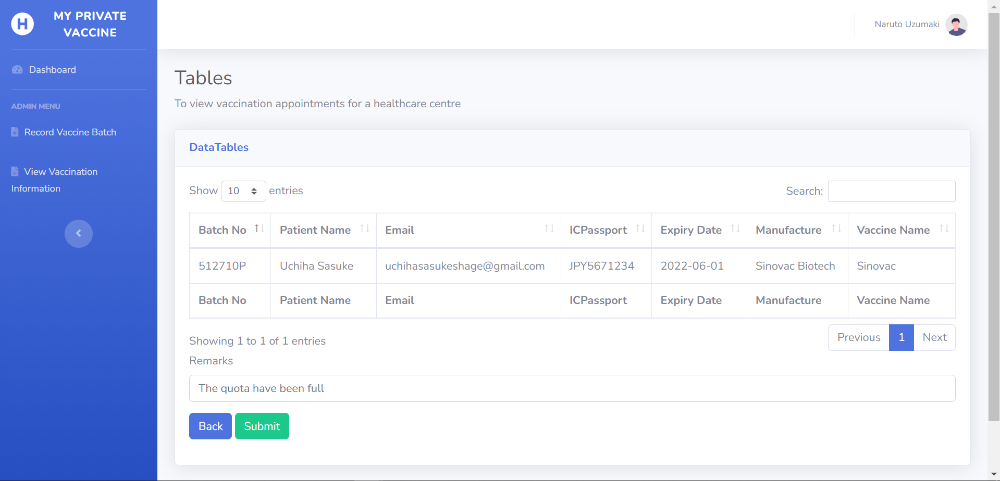 H
MY PRIVATE
VACCINE
Naruto Uzumaki
Dashboard
ADMIN MENU
Record Vaccine Batch
View Vaccination
Information
Tables
To view vaccination appointments for a healthcare centre
DataTables
Show 10 entries
Search:
Batch No Patient Name Email ICPassport Expiry Date Manufacture Vaccine Name
512710P Uchiha Sasuke uchihasasukeshage@gmail.com JPY5671234 2022-06-01 Sinovac Biotech Sinovac
Batch No Patient Name Email ICPassport Expiry Date Manufacture Vaccine Name
Showing 1 to 1 of 1 entries
Previous 1 Next
Remarks
The quota have been full
Back Submit